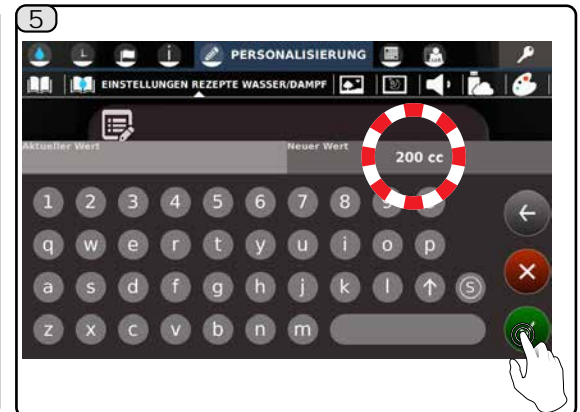 5
PERSONALISIERUNG
EINSTELLUNGEN REZEPTE WASSER/DAMPF
Aktueller Wert Neuer Wert
200 cc
1 2 3 4 5 6 7 8 9
q w e r t y u i o p
a s d f g h j k l S
z x c v b n m